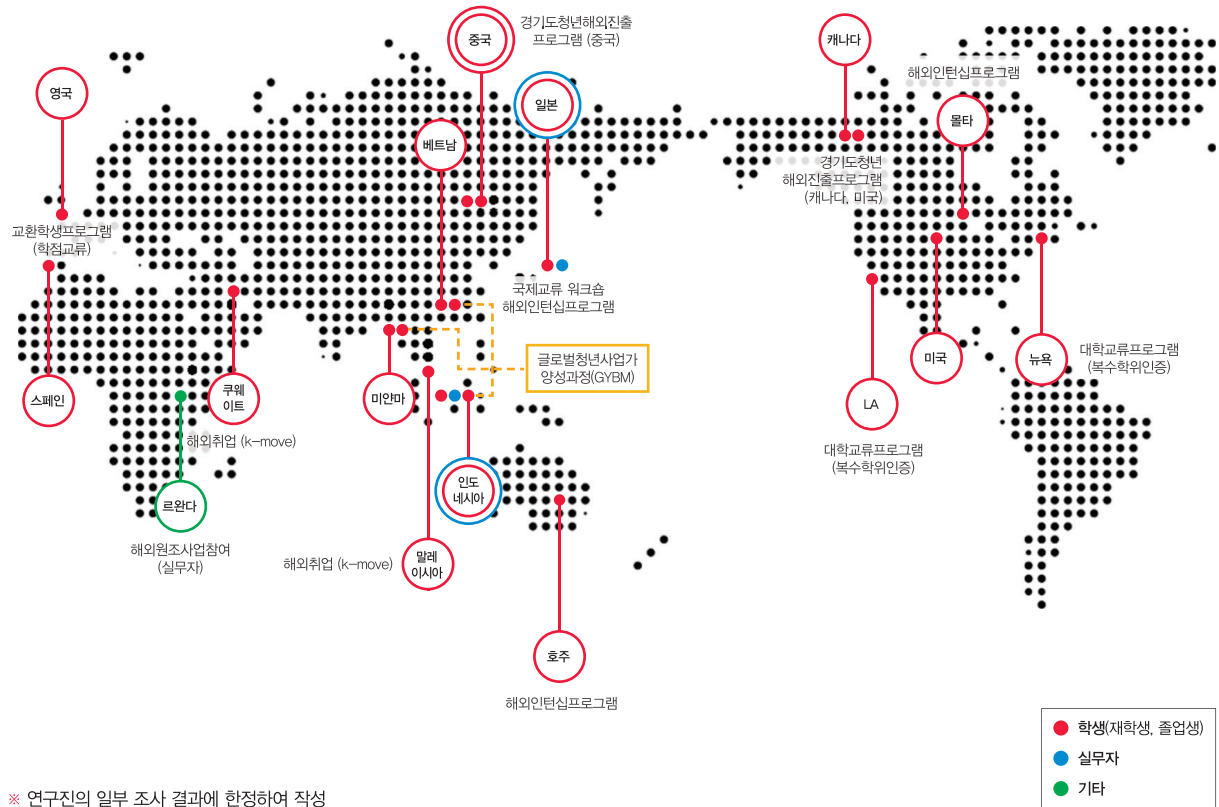 중국
경기도청년해외진출
프로그램 (중국)
캐나다
해외인턴십프로그램
영국
일본
몰타
베트남
경기도청년
해외진출프로그램
(캐나다, 미국)
교환학생프로그램
(학점교류)
국제교류 워크숍
해외인턴십프로그램
글로벌청년사업가
양성과정(GYBM)
미국
뉴욕
대학교류프로그램
(복수학위인증)
스페인
쿠웨
이트
미얀마
LA
해외취업 (k-move)
대학교류프로그램
(복수학위인증)
인도
네시아
르완다
해외원조사업참여
(실무자)
해외취업 (k-move)
말레
이시아
호주
해외인턴십프로그램
학생(재학생, 졸업생)
실무자
기타
※ 연구진의 일부 조사 결과에 한정하여 작성